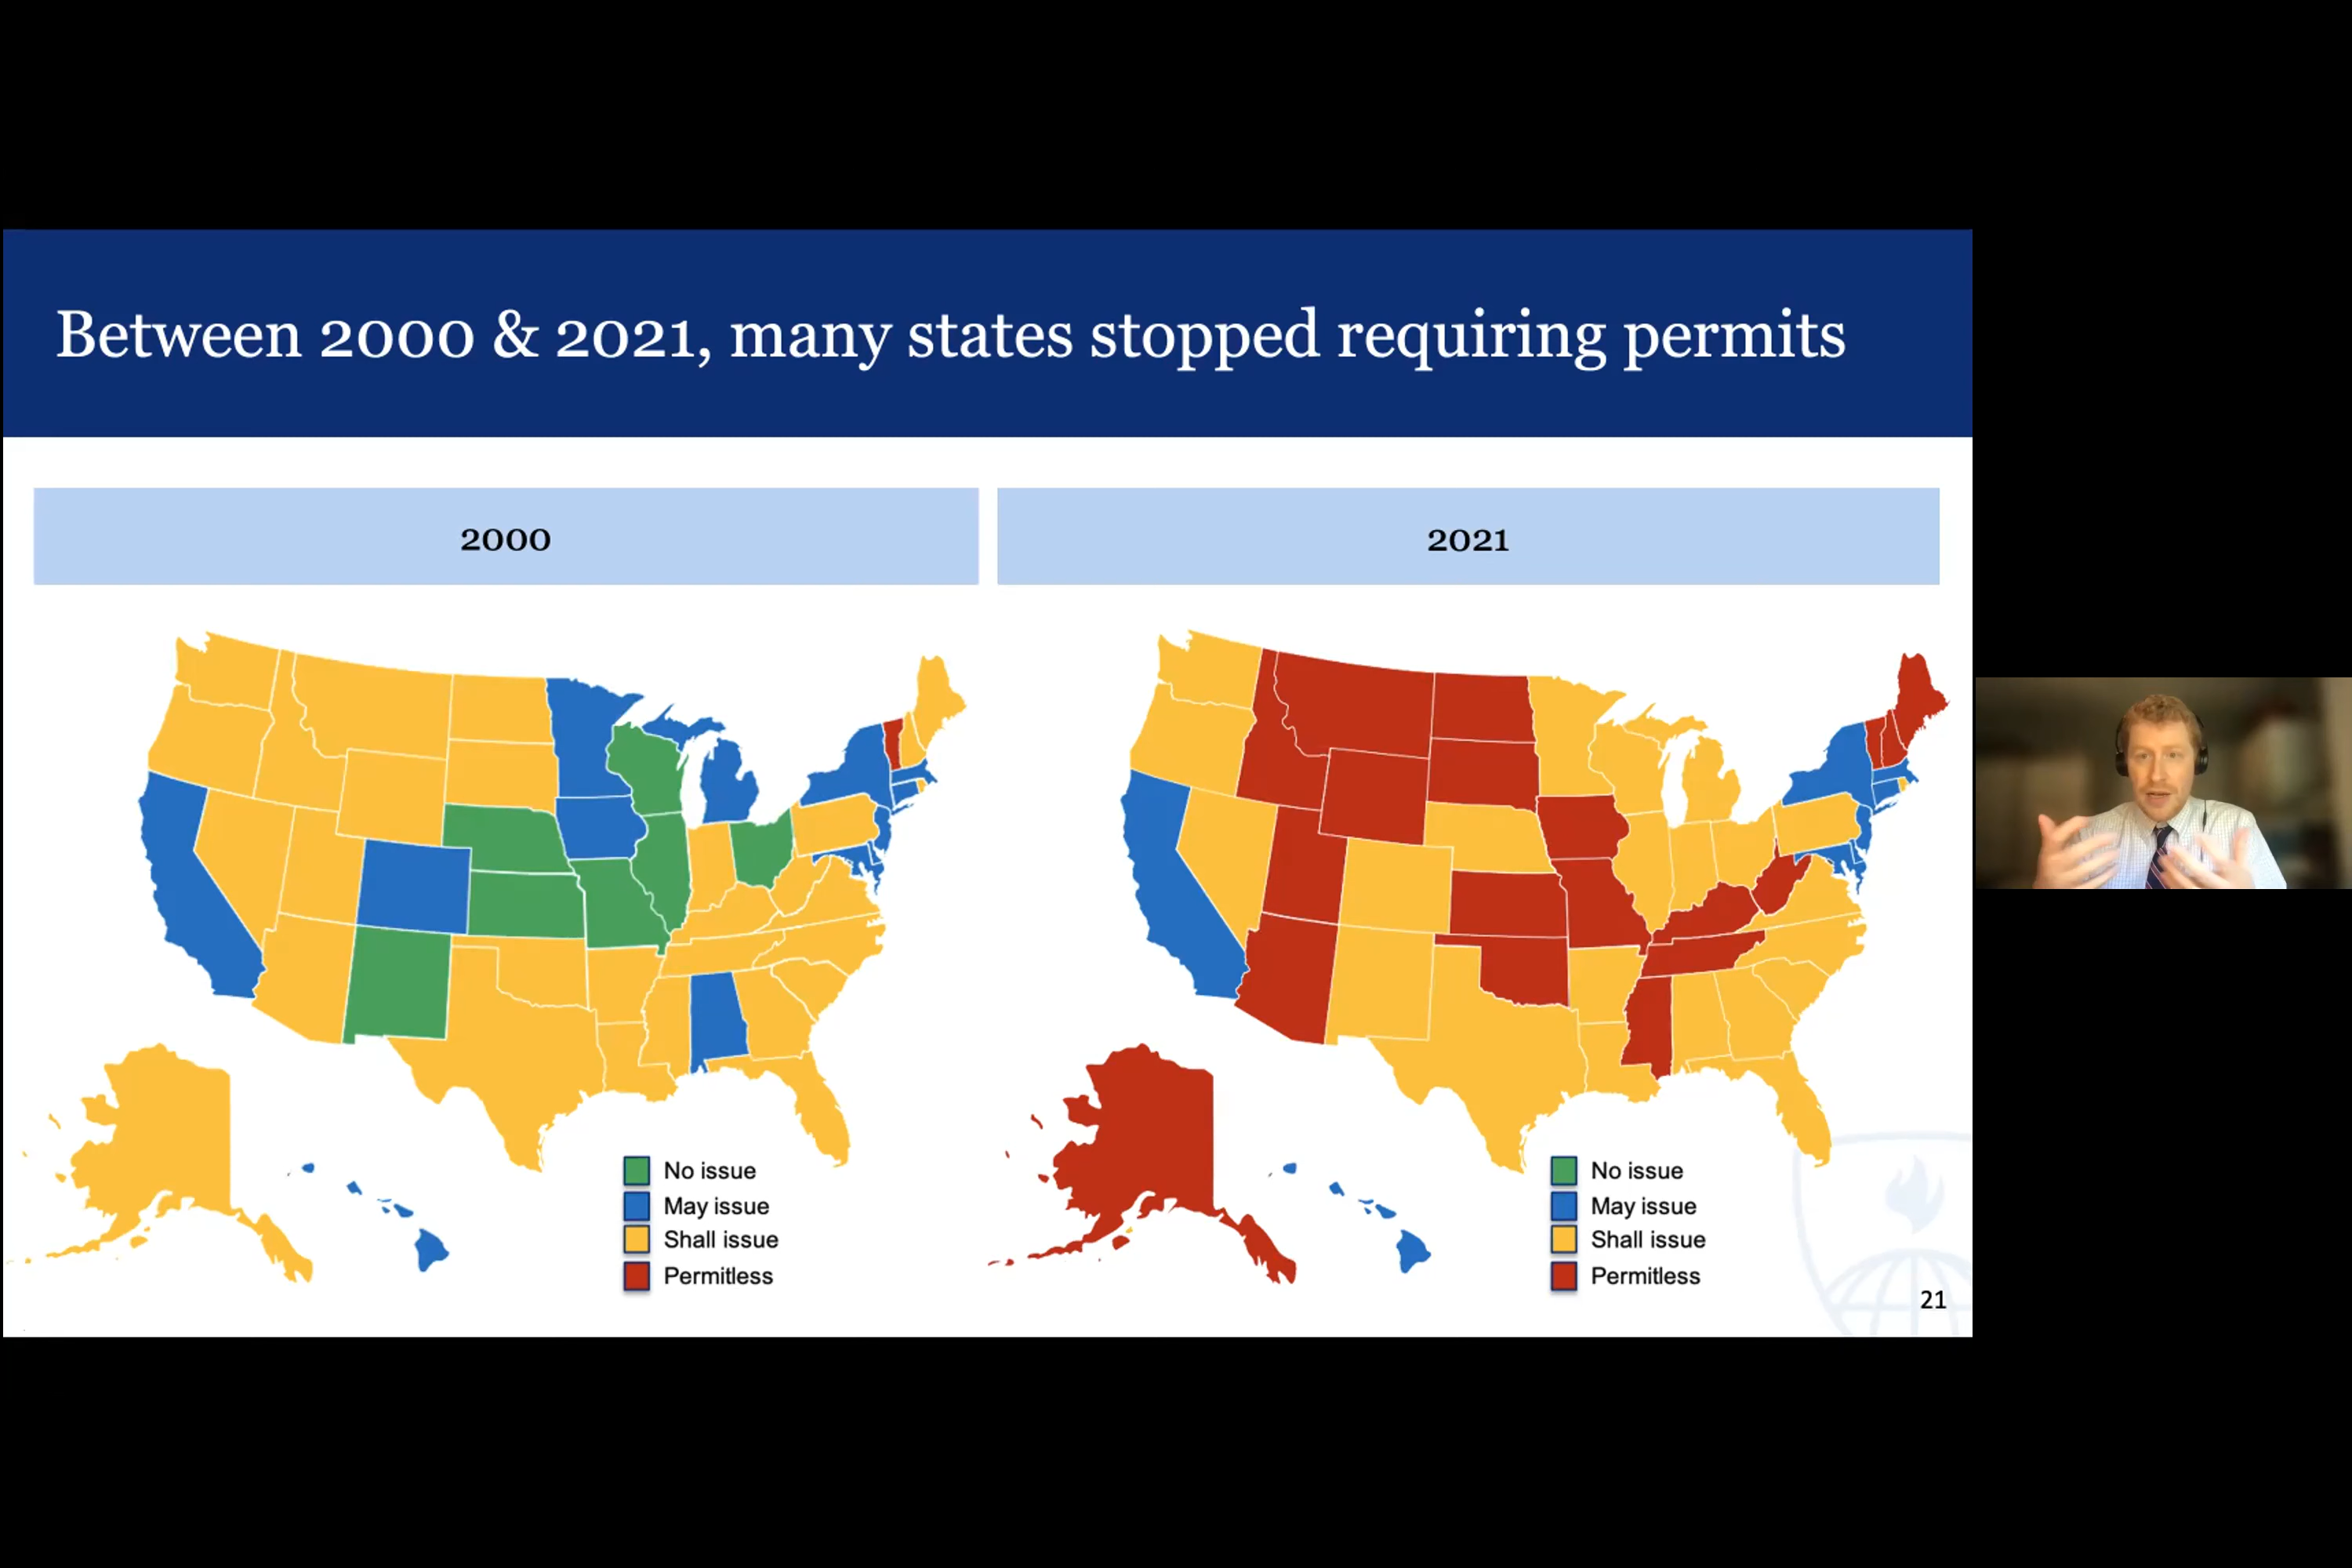 Between 2000 & 2021, many states stopped requiring permits
2000
2021
No issue
May issue
Shall issue
Permitless
No issue
May issue
Shall issue
Permitless
21